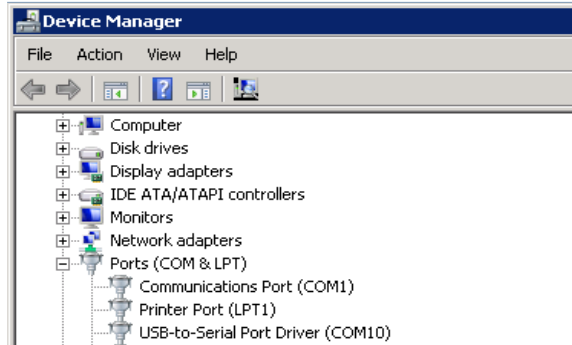 Device Manager
File Action View Help
Computer
Disk drives
Display adapters
IDE ATA/ATAPI controllers
Monitors
Network adapters
Ports (COM & LPT)
Communications Port (COM1)
Printer Port (LPT1)
USB-to-Serial Port Driver (COM10)